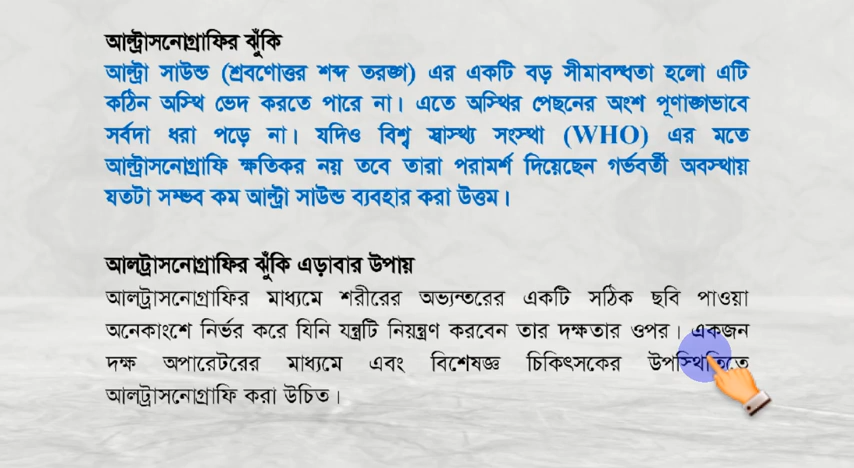 আল্ট্রাসনোগ্রাফির ঝুঁকি
আল্ট্রা সাউন্ড (শ্রবণোত্তর শব্দ তরঙ্গ) এর একটি বড় সীমাবদ্ধতা হলো এটি
কঠিন অস্থি ভেদ করতে পারে না। এতে অস্থির পেছনের অংশ পূণাঙ্গভাবে
সর্বদা ধরা পড়ে না। যদিও বিশ্ব স্বাস্থ্য সংস্থা (WHO) এর মতে
আল্ট্রাসনোগ্রাফি ক্ষতিকর নয় তবে তারা পরামর্শ দিয়েছেন গর্ভবর্তী অবস্থায়
যতটা সম্ভব কম আল্ট্রা সাউন্ড ব্যবহার করা উত্তম।
আলট্রাসনোগ্রাফির ঝুঁকি এড়াবার উপায়
আলট্রাসনোগ্রাফির মাধ্যমে শরীরের অভ্যন্তরের একটি সঠিক ছবি পাওয়া
অনেকাংশে নির্ভর করে যিনি যন্ত্রটি নিয়ন্ত্রণ করবেন তার দক্ষতার ওপর। একজন
দক্ষ অপারেটরের মাধ্যমে এবং বিশেষজ্ঞ চিকিৎসকের উপস্থিতিতে
আলট্রাসনোগ্রাফি করা উচিত।